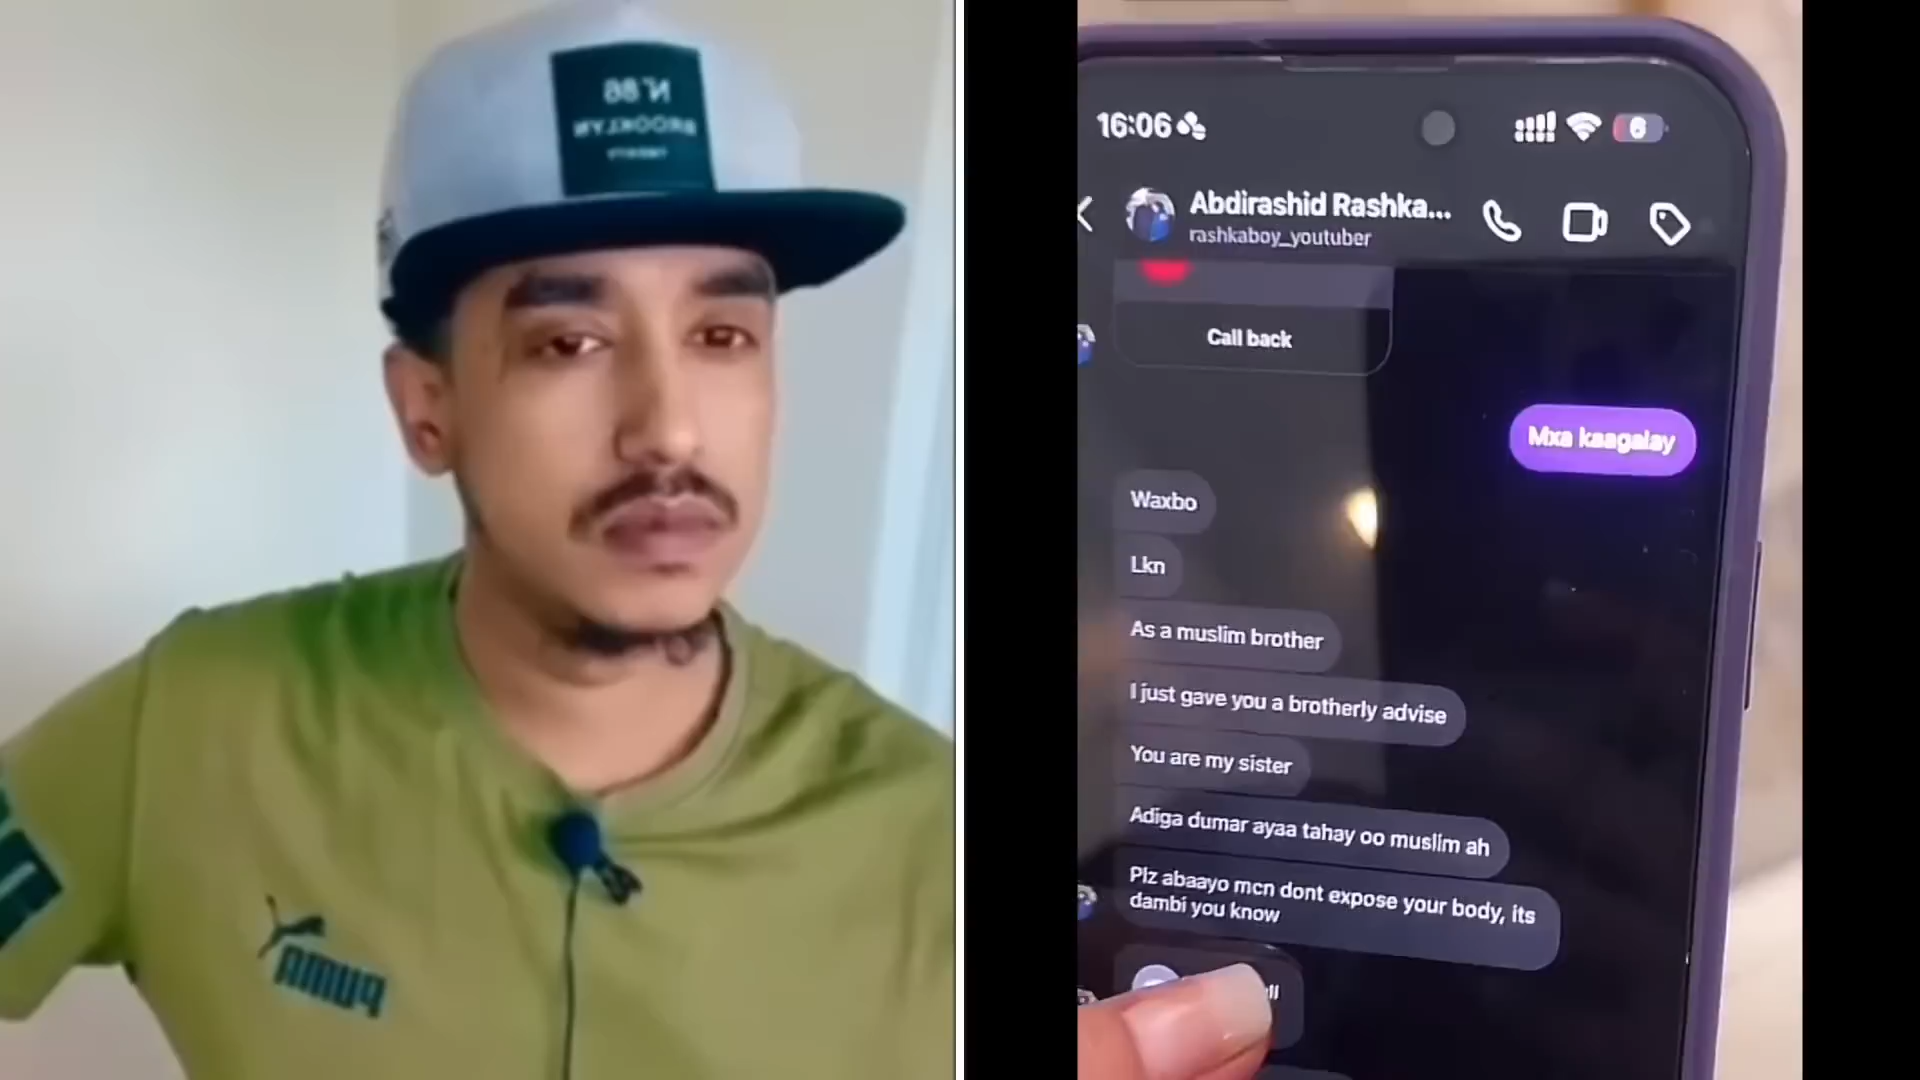 N°86
BROOKLYN
PUMA
16:06
6
Abdirashid Rashka...
rashkaboy_youtuber
Call back
Mxa kaagalay
Waxbo
Lkn
As a muslim brother
I just gave you a brotherly advise
You are my sister
Adiga dumar ayaa tahay oo muslim ah
Plz abaayo mcn dont expose your body, its
dambi you know